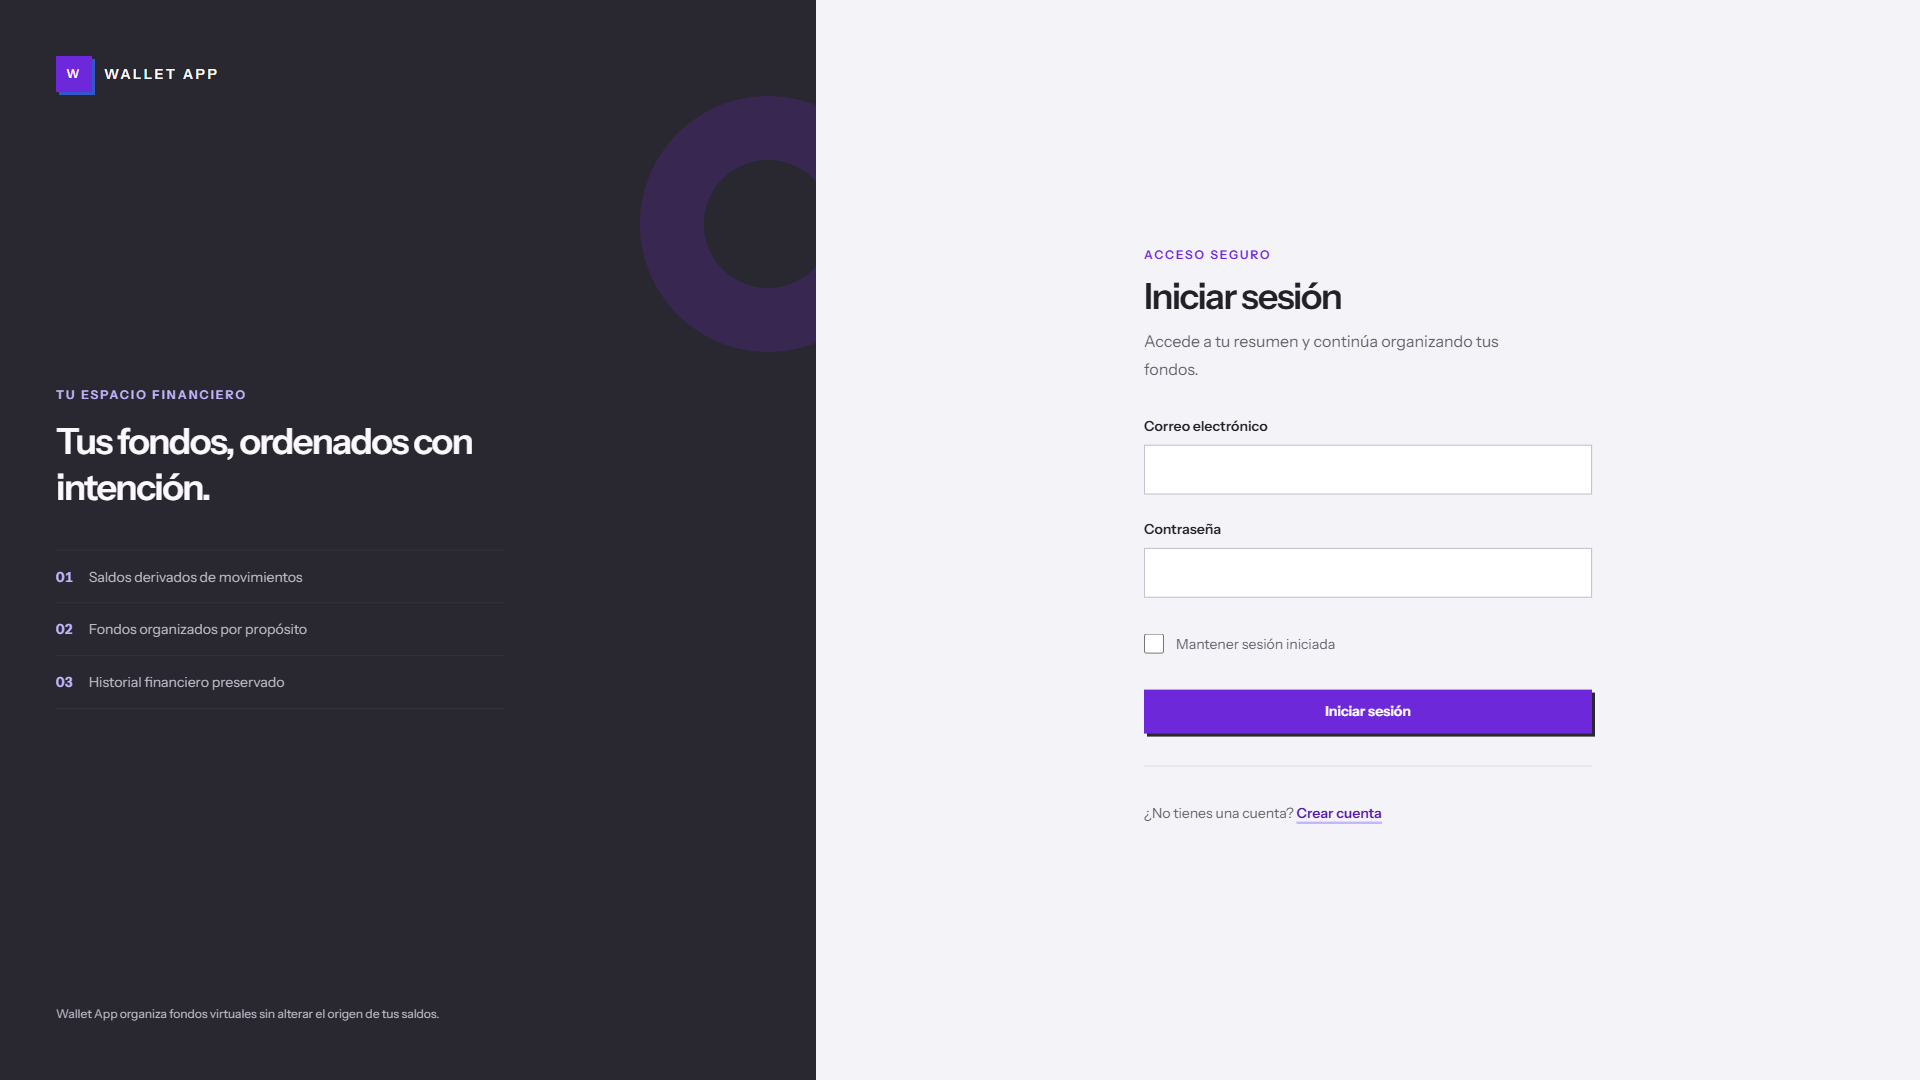 W
WALLET APP
TU ESPACIO FINANCIERO
Tus fondos, ordenados con
intención.
01 Saldos derivados de movimientos
02 Fondos organizados por propósito
03 Historial financiero preservado
Wallet App organiza fondos virtuales sin alterar el origen de tus saldos.
ACCESO SEGURO
Iniciar sesión
Accede a tu resumen y continúa organizando tus
fondos.
Correo electrónico
Contraseña
Mantener sesión iniciada
Iniciar sesión
¿No tienes una cuenta? Crear cuenta